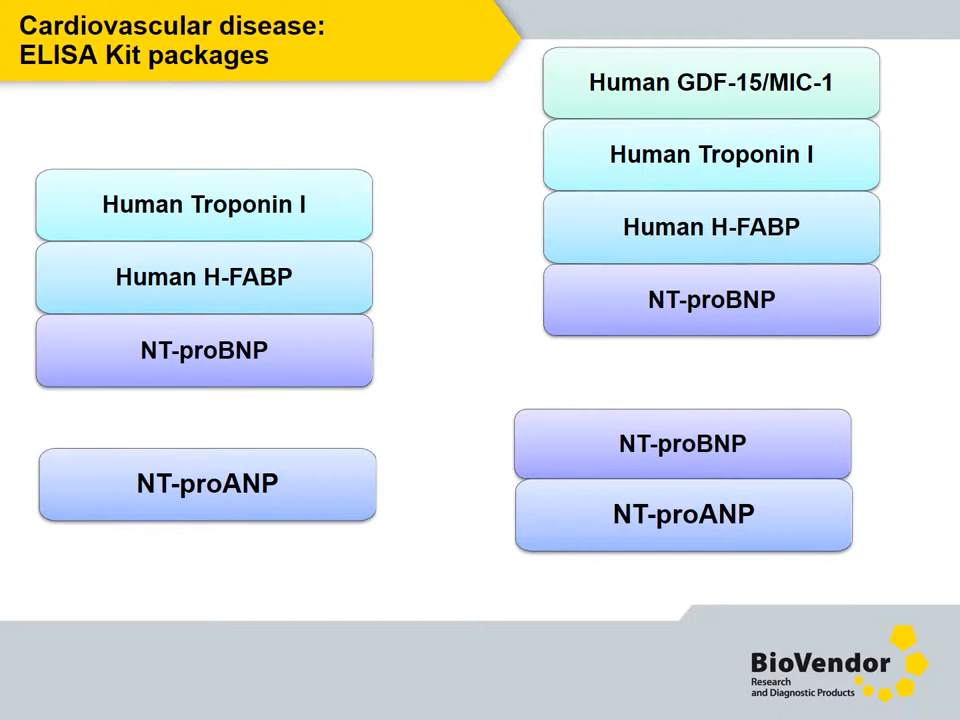 Cardiovascular disease:
ELISA Kit packages
Human Troponin I
Human H-FABP
NT-proBNP
NT-proANP
Human GDF-15/MIC-1
Human Troponin I
Human H-FABP
NT-proBNP
NT-proBNP
NT-proANP
BioVendor
Research
and Diagnostic Products